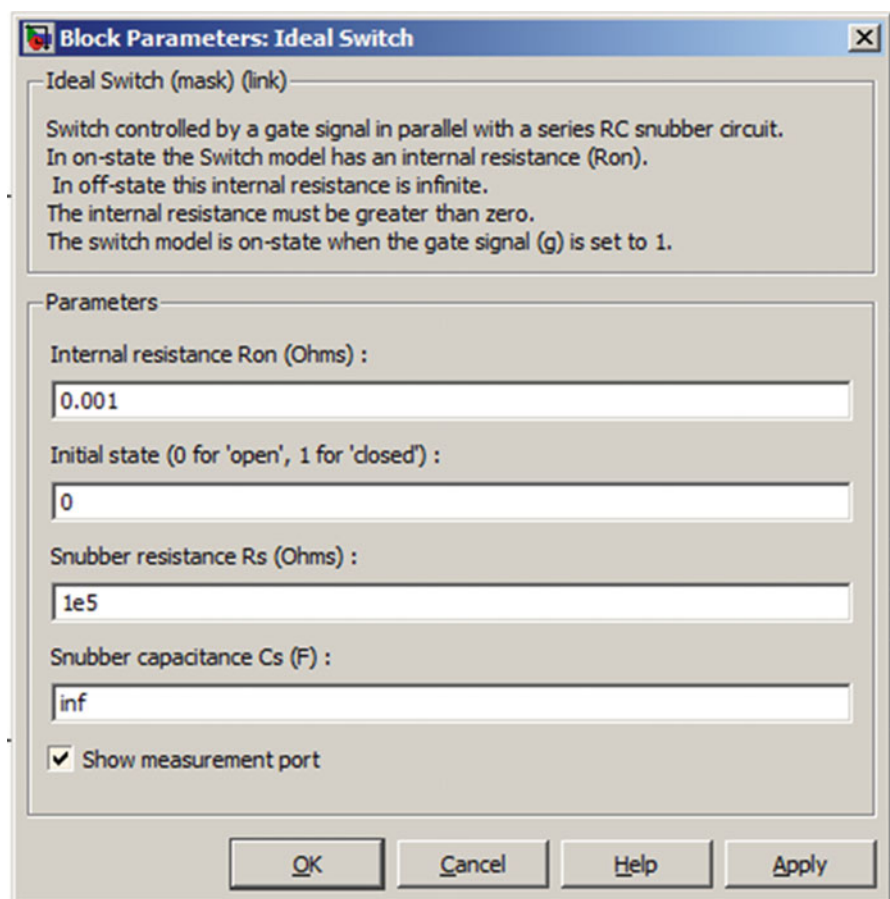 Block Parameters: Ideal Switch
Ideal Switch (mask) (link)
Switch controlled by a gate signal in parallel with a series RC snubber circuit.
In on-state the Switch model has an internal resistance (Ron).
In off-state this internal resistance is infinite.
The internal resistance must be greater than zero.
The switch model is on-state when the gate signal (g) is set to 1.
Parameters
Internal resistance Ron (Ohms) :
0.001
Initial state (0 for 'open', 1 for 'closed') :
0
Snubber resistance Rs (Ohms) :
1e5
Snubber capacitance Cs (F) :
inf
Show measurement port
OK Cancel Help Apply